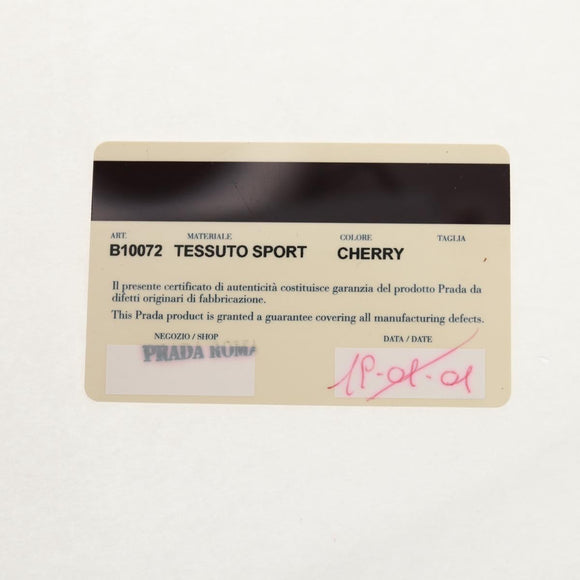 ART. MATERIALE COLORE TAGLIA
B10072 TESSUTO SPORT CHERRY
Il presente certificato di autenticità costituisce garanzia del prodotto Prada da
difetti originari di fabbricazione.
This Prada product is granted a guarantee covering all manufacturing defects.
NEGOZIO / SHOP DATA / DATE
PRADA ROMA